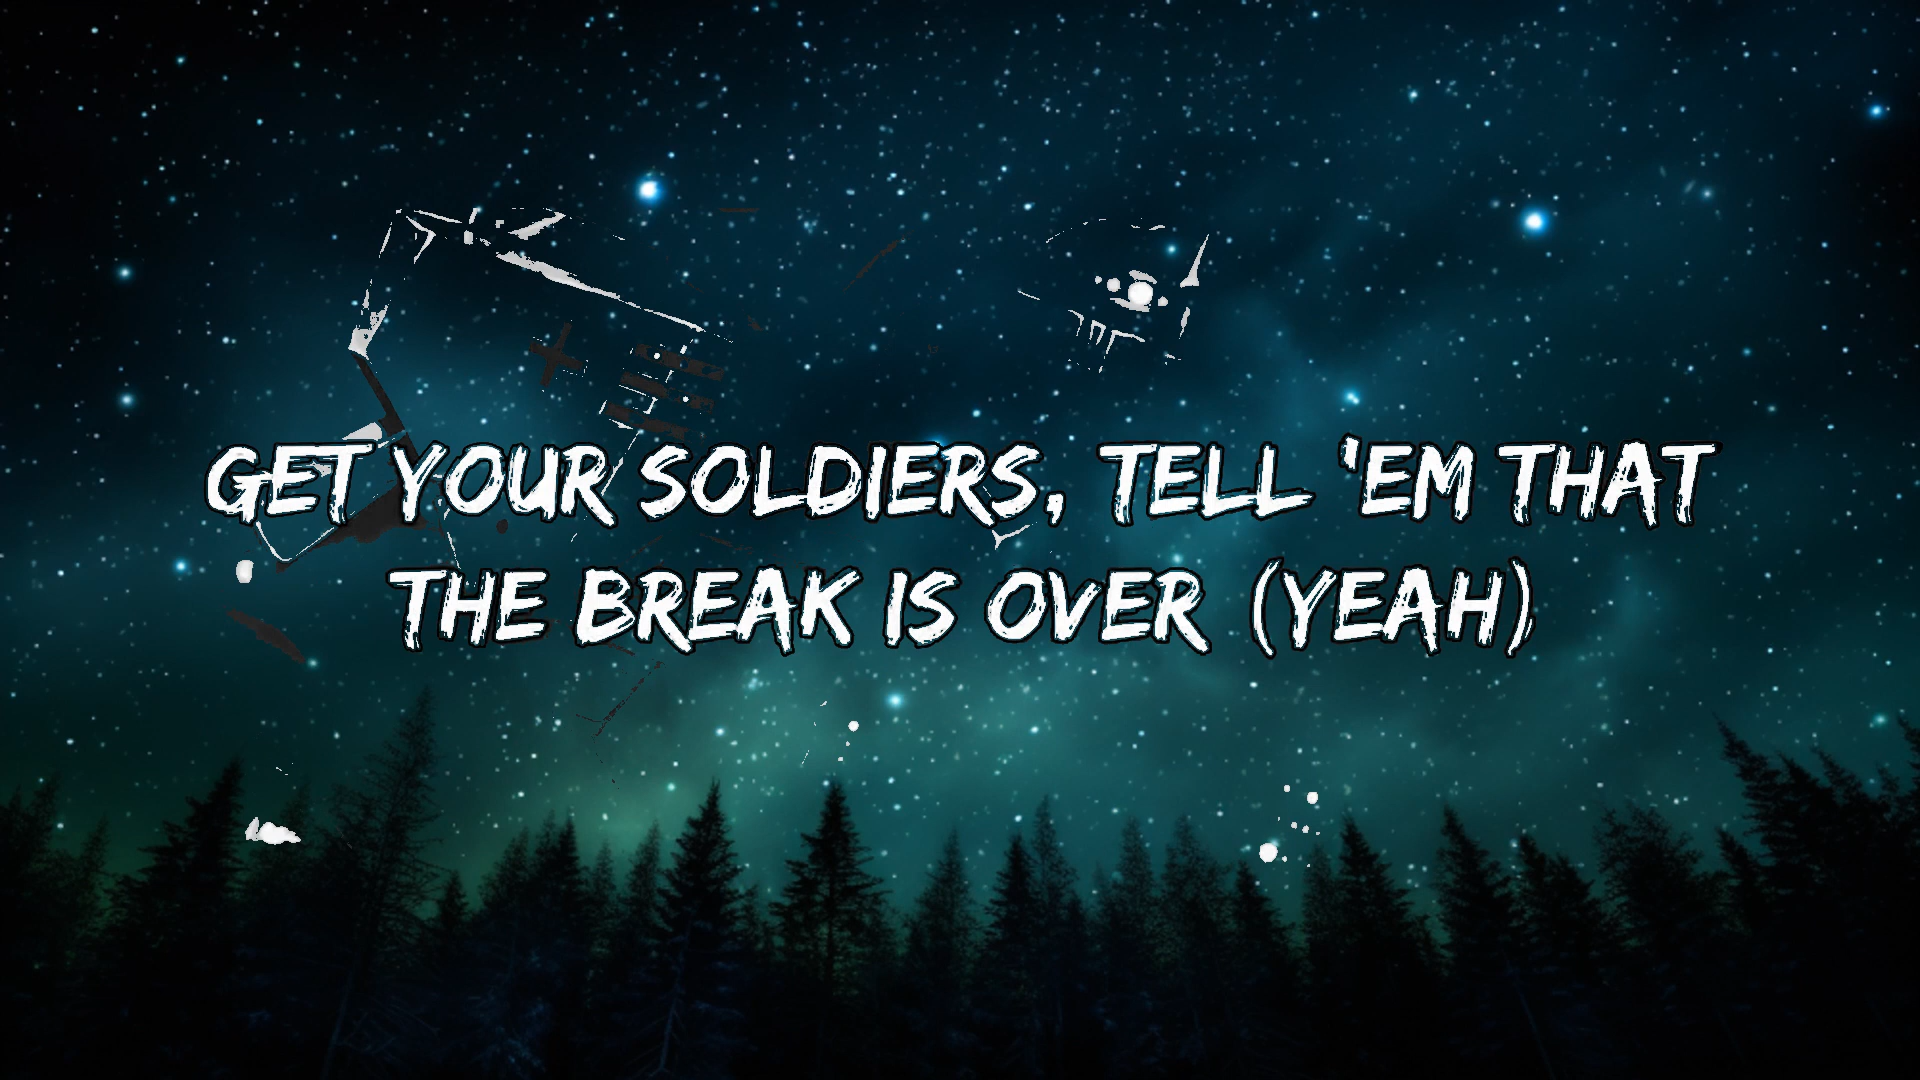 GET YOUR SOLDIERS, TELL 'EM THAT
THE BREAK IS OVER (YEAH)